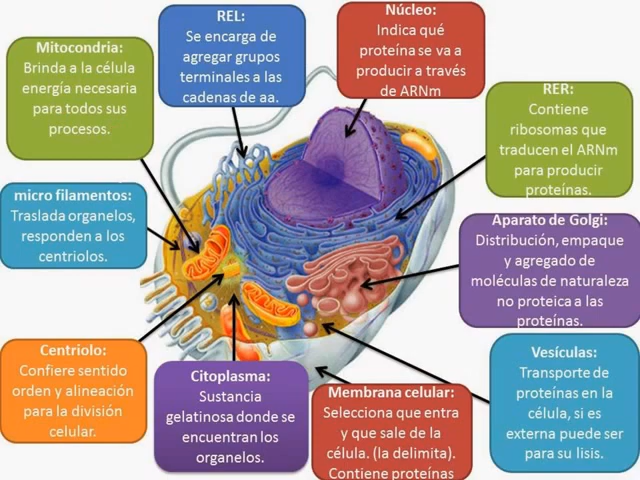 Mitocondria:
Brinda a la célula
energía necesaria
para todos sus
procesos.
REL:
Se encarga de
agregar grupos
terminales a las
cadenas de aa.
Núcleo:
Indica qué
proteína se va a
producir a través
de ARNm
RER:
Contiene
ribosomas que
traducen el ARNm
para producir
proteínas.
micro filamentos:
Traslada organelos,
responden a los
centriolos.
Aparato de Golgi:
Distribución, empaque
y agregado de
moléculas de naturaleza
no proteica a las
proteínas.
Centriolo:
Confiere sentido
orden y alineación
para la división
celular.
Citoplasma:
Sustancia
gelatinosa donde se
encuentran los
organelos.
Membrana celular:
Selecciona que entra
y que sale de la
célula. (la delimita).
Contiene proteínas
Vesículas:
Transporte de
proteínas en la
célula, si es
externa puede ser
para su lisis.